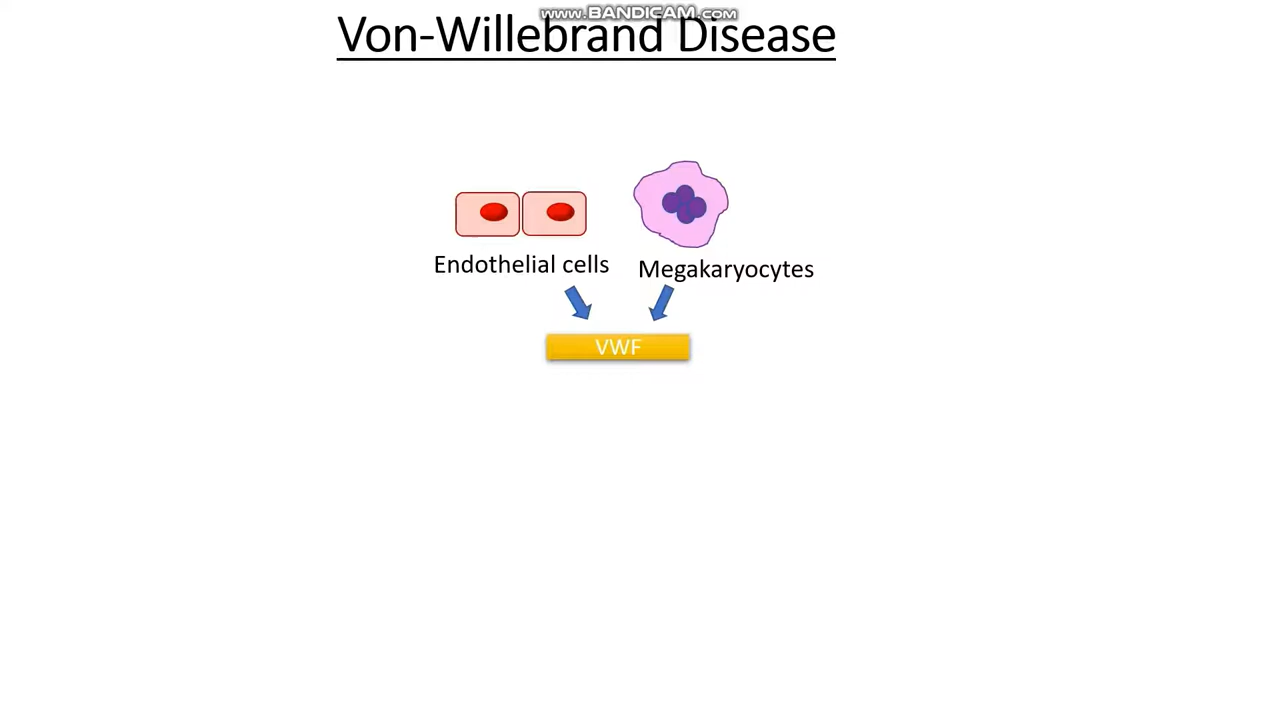 www.BANDICAM.com
Von-Willebrand Disease
Endothelial cells
Megakaryocytes
VWF